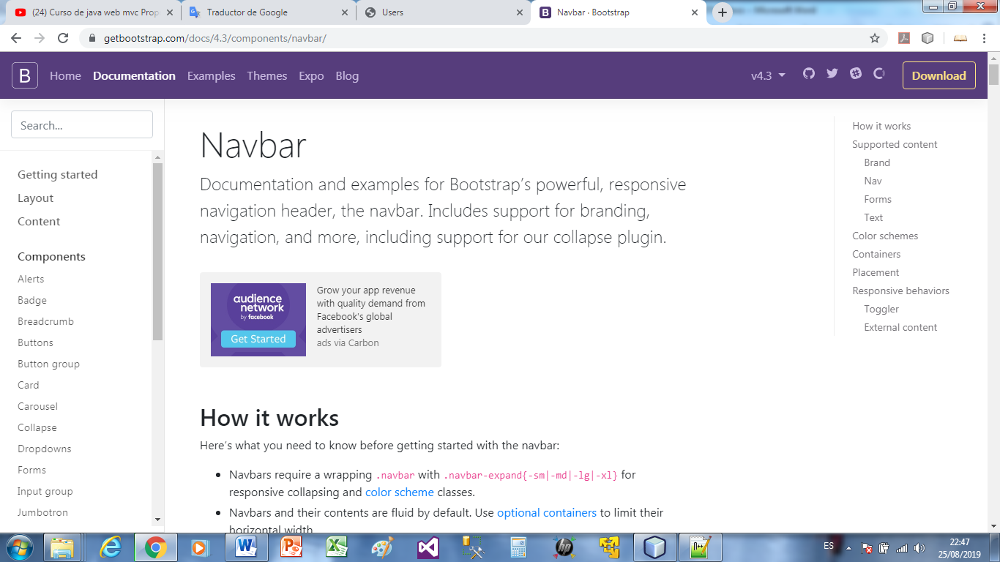 (24) Curso de java web mvc Prop
Traductor de Google
Users
Navbar · Bootstrap
Microsoft Word
getbootstrap.com/docs/4.3/components/navbar/
B
Home
Documentation
Examples
Themes
Expo
Blog
v4.3
Download
Search...
Getting started
Layout
Content
Components
Alerts
Badge
Breadcrumb
Buttons
Button group
Card
Carousel
Collapse
Dropdowns
Forms
Input group
Jumbotron
Navbar
Documentation and examples for Bootstrap’s powerful, responsive
navigation header, the navbar. Includes support for branding,
navigation, and more, including support for our collapse plugin.
audience
network
by facebook
Get Started
Grow your app revenue
with quality demand from
Facebook's global
advertisers
ads via Carbon
How it works
Here’s what you need to know before getting started with the navbar:
Navbars require a wrapping .navbar with .navbar-expand{-sm|-md|-lg|-xl} for
responsive collapsing and color scheme classes.
Navbars and their contents are fluid by default. Use optional containers to limit their
horizontal width.
How it works
Supported content
Brand
Nav
Forms
Text
Color schemes
Containers
Placement
Responsive behaviors
Toggler
External content
ES
22:47
25/08/2019